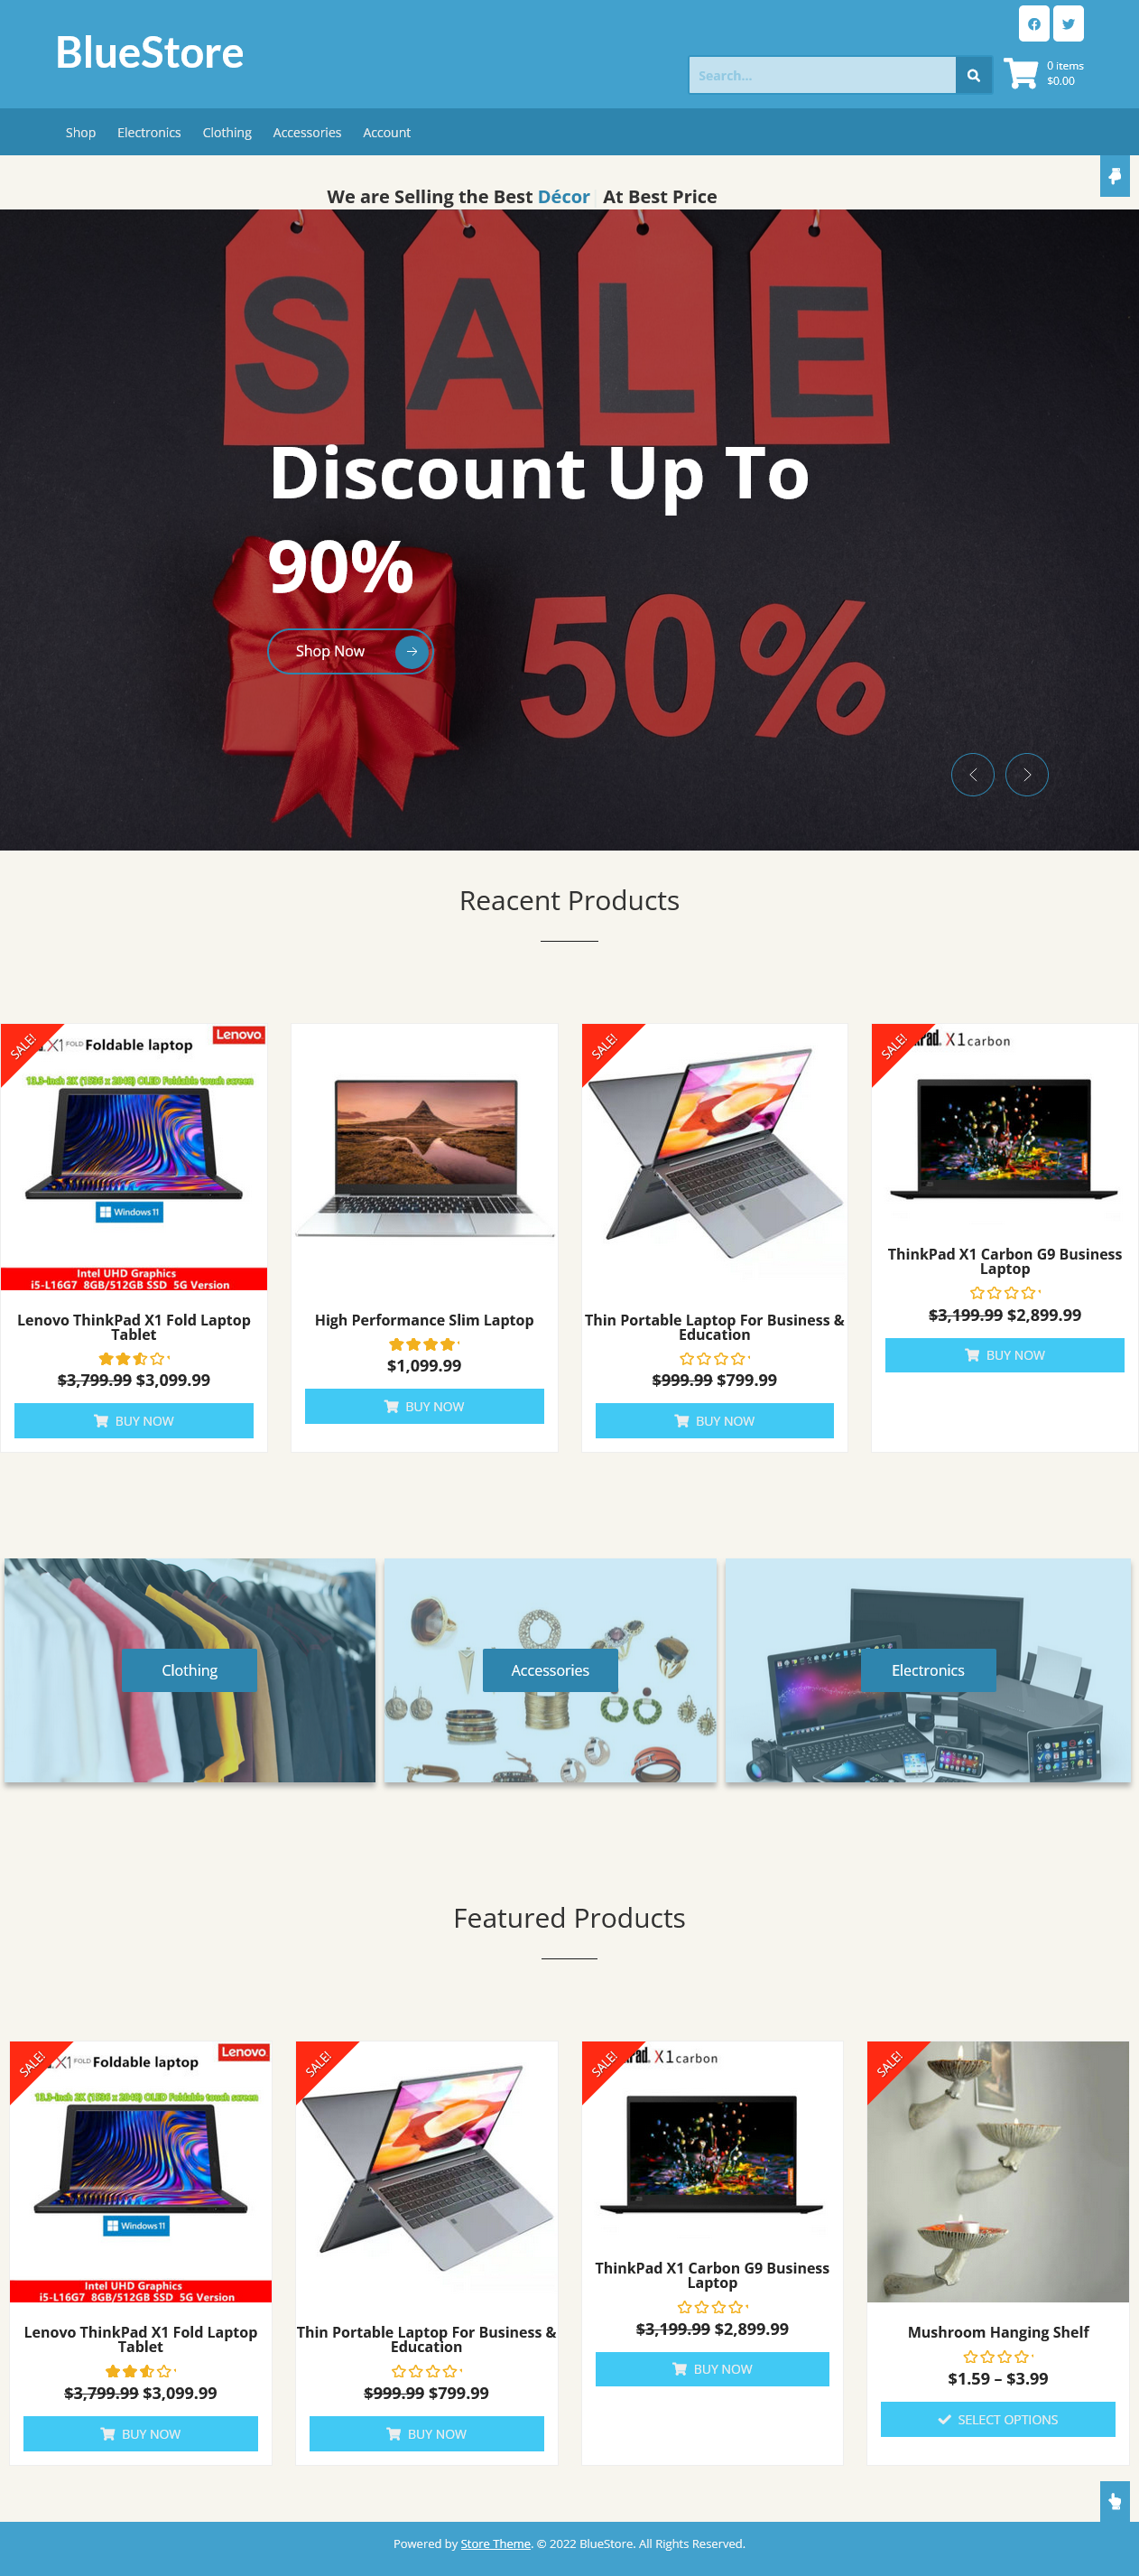 BlueStore
Search...
0 items
$0.00
Shop Electronics Clothing Accessories Account
We are Selling the Best Décor At Best Price
SALE
Discount Up To
90%
Shop Now
50%
Reacent Products
SALE!
X1 FOLD Foldable laptop
Lenovo
13.3-inch 2K (1536 x 2048) OLED Foldable touch screen
Windows 11
Intel UHD Graphics
i5-L16G7 8GB/512GB SSD 5G Version
Lenovo ThinkPad X1 Fold Laptop
Tablet
$3,799.99 $3,099.99
BUY NOW
High Performance Slim Laptop
$1,099.99
BUY NOW
SALE!
Thin Portable Laptop For Business &
Education
$999.99 $799.99
BUY NOW
SALE!
Pad X1 carbon
ThinkPad X1 Carbon G9 Business
Laptop
$3,199.99 $2,899.99
BUY NOW
Clothing
Accessories
Electronics
Featured Products
SALE!
X1 FOLD Foldable laptop
Lenovo
13.3-inch 2K (1536 x 2048) OLED Foldable touch screen
Windows 11
Intel UHD Graphics
i5-L16G7 8GB/512GB SSD 5G Version
Lenovo ThinkPad X1 Fold Laptop
Tablet
$3,799.99 $3,099.99
BUY NOW
SALE!
Thin Portable Laptop For Business &
Education
$999.99 $799.99
BUY NOW
SALE!
Pad X1 carbon
ThinkPad X1 Carbon G9 Business
Laptop
$3,199.99 $2,899.99
BUY NOW
SALE!
Mushroom Hanging Shelf
$1.59 – $3.99
SELECT OPTIONS
Powered by Store Theme. © 2022 BlueStore. All Rights Reserved.